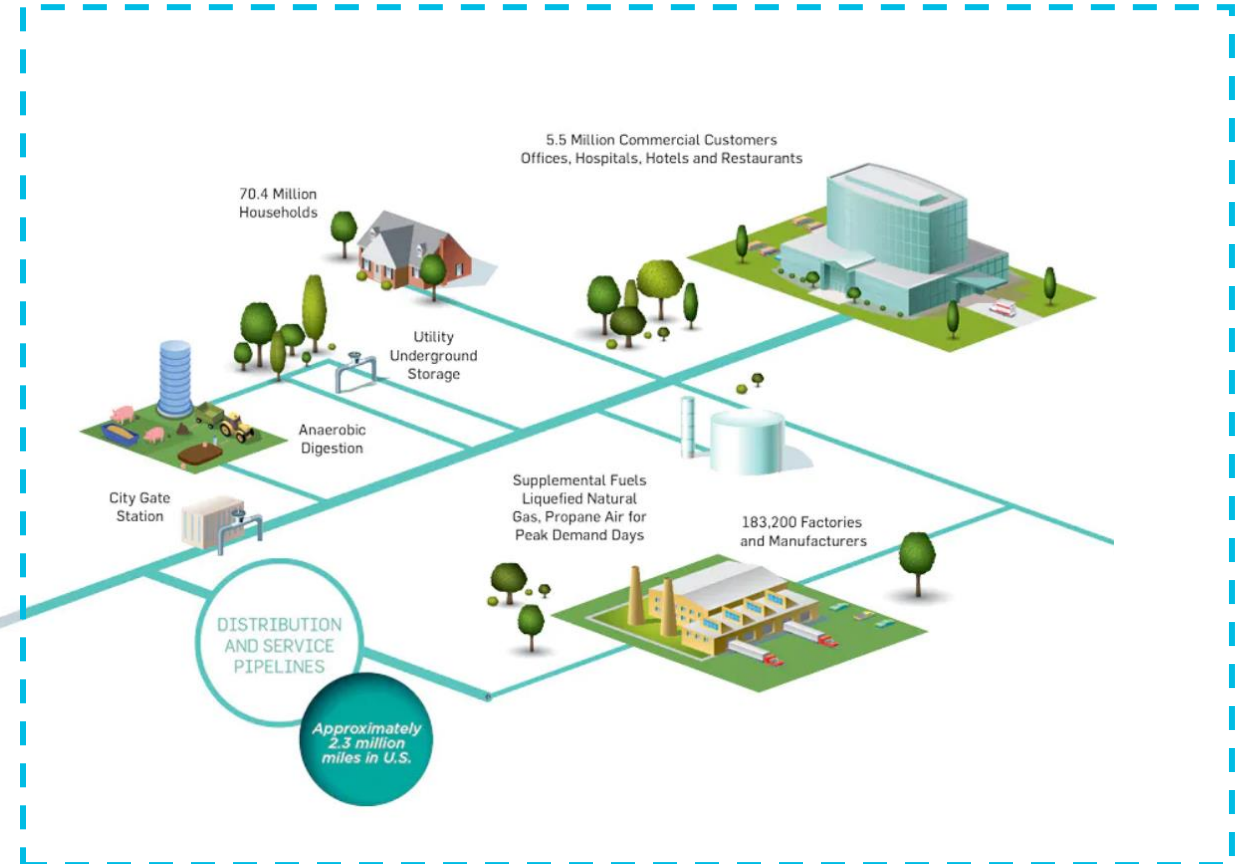 5.5 Million Commercial Customers
Offices, Hospitals, Hotels and Restaurants
70.4 Million
Households
Utility
Underground
Storage
Anaerobic
Digestion
City Gate
Station
Supplemental Fuels
Liquefied Natural
Gas, Propane Air for
Peak Demand Days
183,200 Factories
and Manufacturers
DISTRIBUTION
AND SERVICE
PIPELINES
Approximately
2.3 million
miles in U.S.